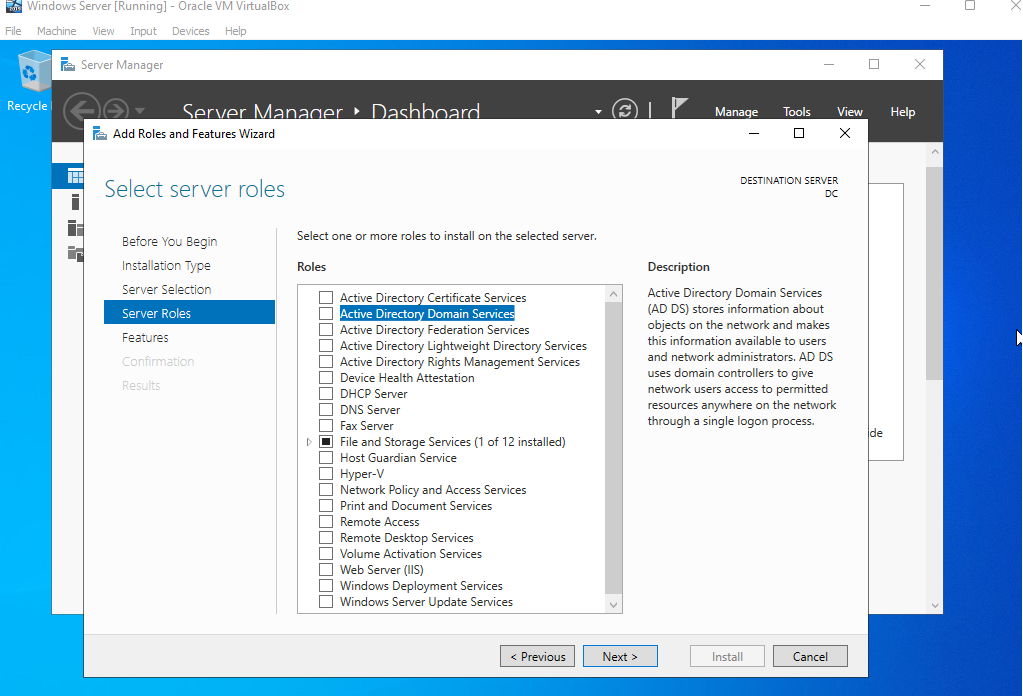 Windows Server [Running] - Oracle VM VirtualBox
File Machine View Input Devices Help
Recycle
Server Manager
Server Manager Dashboard
Manage Tools View Help
Add Roles and Features Wizard
Select server roles
DESTINATION SERVER
DC
Before You Begin
Installation Type
Server Selection
Server Roles
Features
Confirmation
Results
Select one or more roles to install on the selected server.
Roles
Active Directory Certificate Services
Active Directory Domain Services
Active Directory Federation Services
Active Directory Lightweight Directory Services
Active Directory Rights Management Services
Device Health Attestation
DHCP Server
DNS Server
Fax Server
File and Storage Services (1 of 12 installed)
Host Guardian Service
Hyper-V
Network Policy and Access Services
Print and Document Services
Remote Access
Remote Desktop Services
Volume Activation Services
Web Server (IIS)
Windows Deployment Services
Windows Server Update Services
Description
Active Directory Domain Services
(AD DS) stores information about
objects on the network and makes
this information available to users
and network administrators. AD DS
uses domain controllers to give
network users access to permitted
resources anywhere on the network
through a single logon process.
ide
< Previous
Next >
Install
Cancel